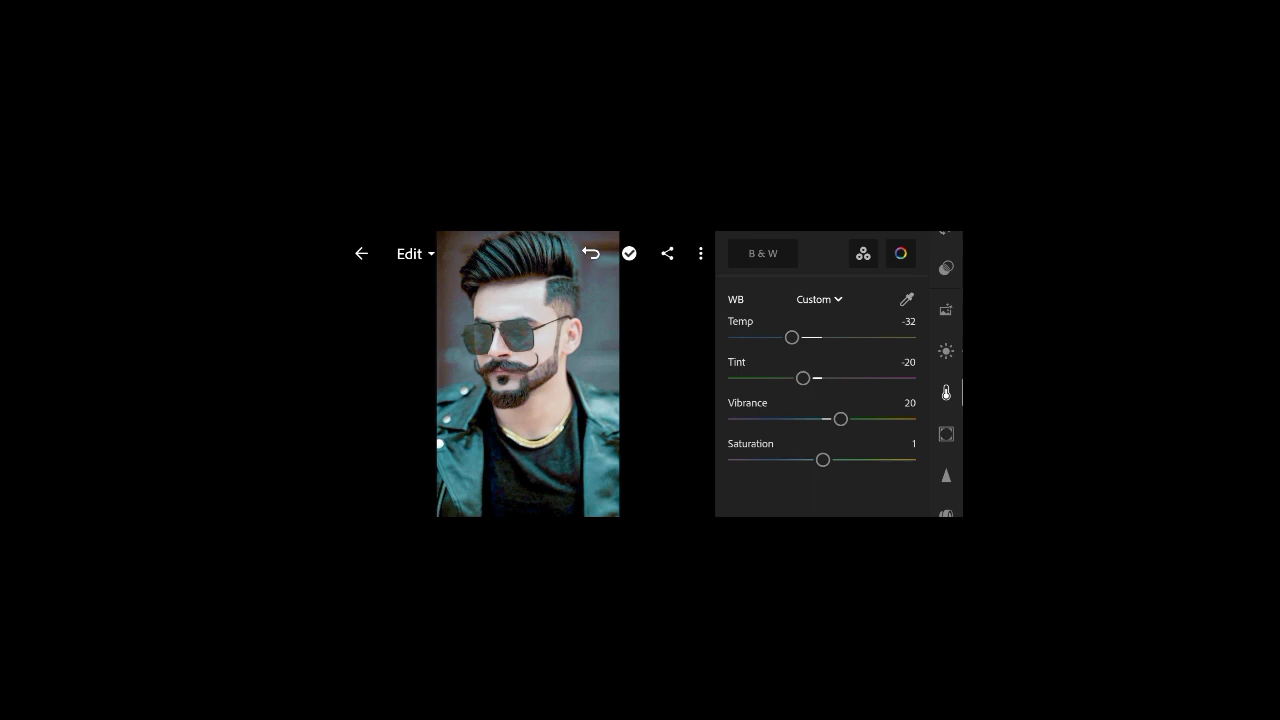 Edit
B & W
WB Custom
Temp -32
Tint -20
Vibrance 20
Saturation 1